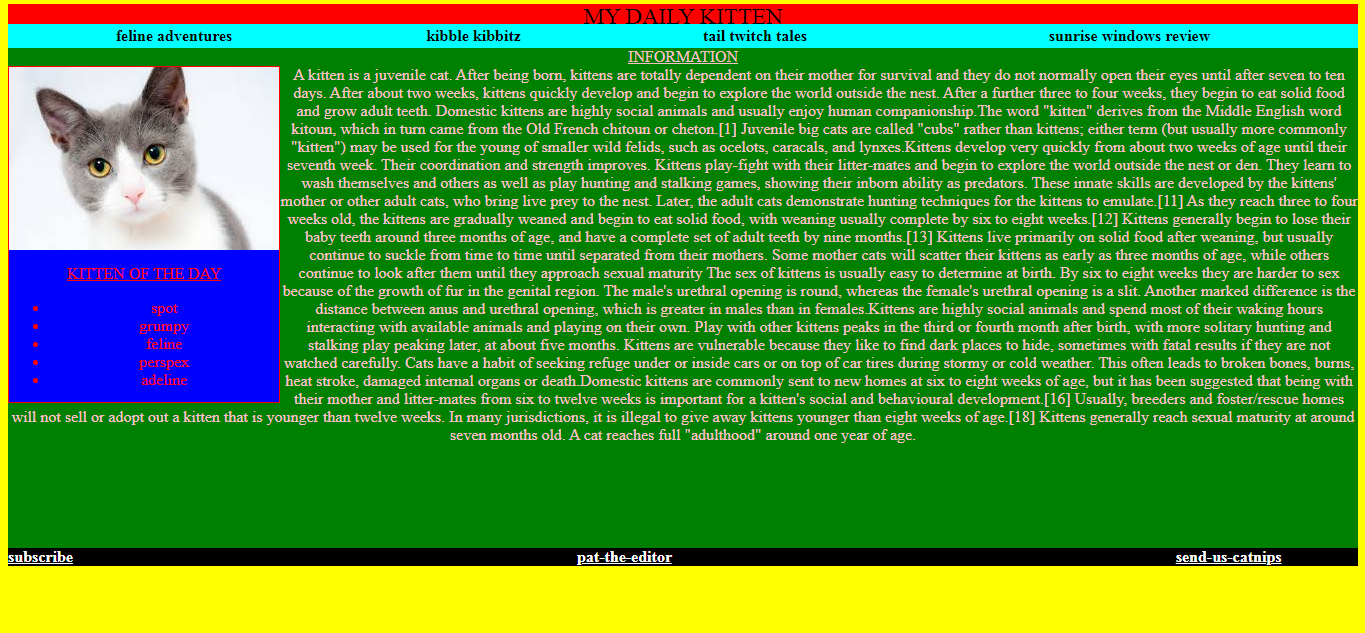 MY DAILY KITTEN
feline adventures kibble kibbitz tail twitch tales sunrise windows review
INFORMATION
A kitten is a juvenile cat. After being born, kittens are totally dependent on their mother for survival and they do not normally open their eyes until after seven to ten
days. After about two weeks, kittens quickly develop and begin to explore the world outside the nest. After a further three to four weeks, they begin to eat solid food
and grow adult teeth. Domestic kittens are highly social animals and usually enjoy human companionship.The word "kitten" derives from the Middle English word
kitoun, which in turn came from the Old French chitoun or cheton.[1] Juvenile big cats are called "cubs" rather than kittens; either term (but usually more commonly
"kitten") may be used for the young of smaller wild felids, such as ocelots, caracals, and lynxes.Kittens develop very quickly from about two weeks of age until their
seventh week. Their coordination and strength improves. Kittens play-fight with their litter-mates and begin to explore the world outside the nest or den. They learn to
wash themselves and others as well as play hunting and stalking games, showing their inborn ability as predators. These innate skills are developed by the kittens'
mother or other adult cats, who bring live prey to the nest. Later, the adult cats demonstrate hunting techniques for the kittens to emulate.[11] As they reach three to four
weeks old, the kittens are gradually weaned and begin to eat solid food, with weaning usually complete by six to eight weeks.[12] Kittens generally begin to lose their
baby teeth around three months of age, and have a complete set of adult teeth by nine months.[13] Kittens live primarily on solid food after weaning, but usually
continue to suckle from time to time until separated from their mothers. Some mother cats will scatter their kittens as early as three months of age, while others
continue to look after them until they approach sexual maturity The sex of kittens is usually easy to determine at birth. By six to eight weeks they are harder to sex
because of the growth of fur in the genital region. The male's urethral opening is round, whereas the female's urethral opening is a slit. Another marked difference is the
distance between anus and urethral opening, which is greater in males than in females.Kittens are highly social animals and spend most of their waking hours
interacting with available animals and playing on their own. Play with other kittens peaks in the third or fourth month after birth, with more solitary hunting and
stalking play peaking later, at about five months. Kittens are vulnerable because they like to find dark places to hide, sometimes with fatal results if they are not
watched carefully. Cats have a habit of seeking refuge under or inside cars or on top of car tires during stormy or cold weather. This often leads to broken bones, burns,
heat stroke, damaged internal organs or death.Domestic kittens are commonly sent to new homes at six to eight weeks of age, but it has been suggested that being with
their mother and litter-mates from six to twelve weeks is important for a kitten's social and behavioural development.[16] Usually, breeders and foster/rescue homes
will not sell or adopt out a kitten that is younger than twelve weeks. In many jurisdictions, it is illegal to give away kittens younger than eight weeks of age.[18] Kittens generally reach sexual maturity at around
seven months old. A cat reaches full "adulthood" around one year of age.
KITTEN OF THE DAY
spot
grumpy
feline
perspex
adeline
subscribe pat-the-editor send-us-catnips